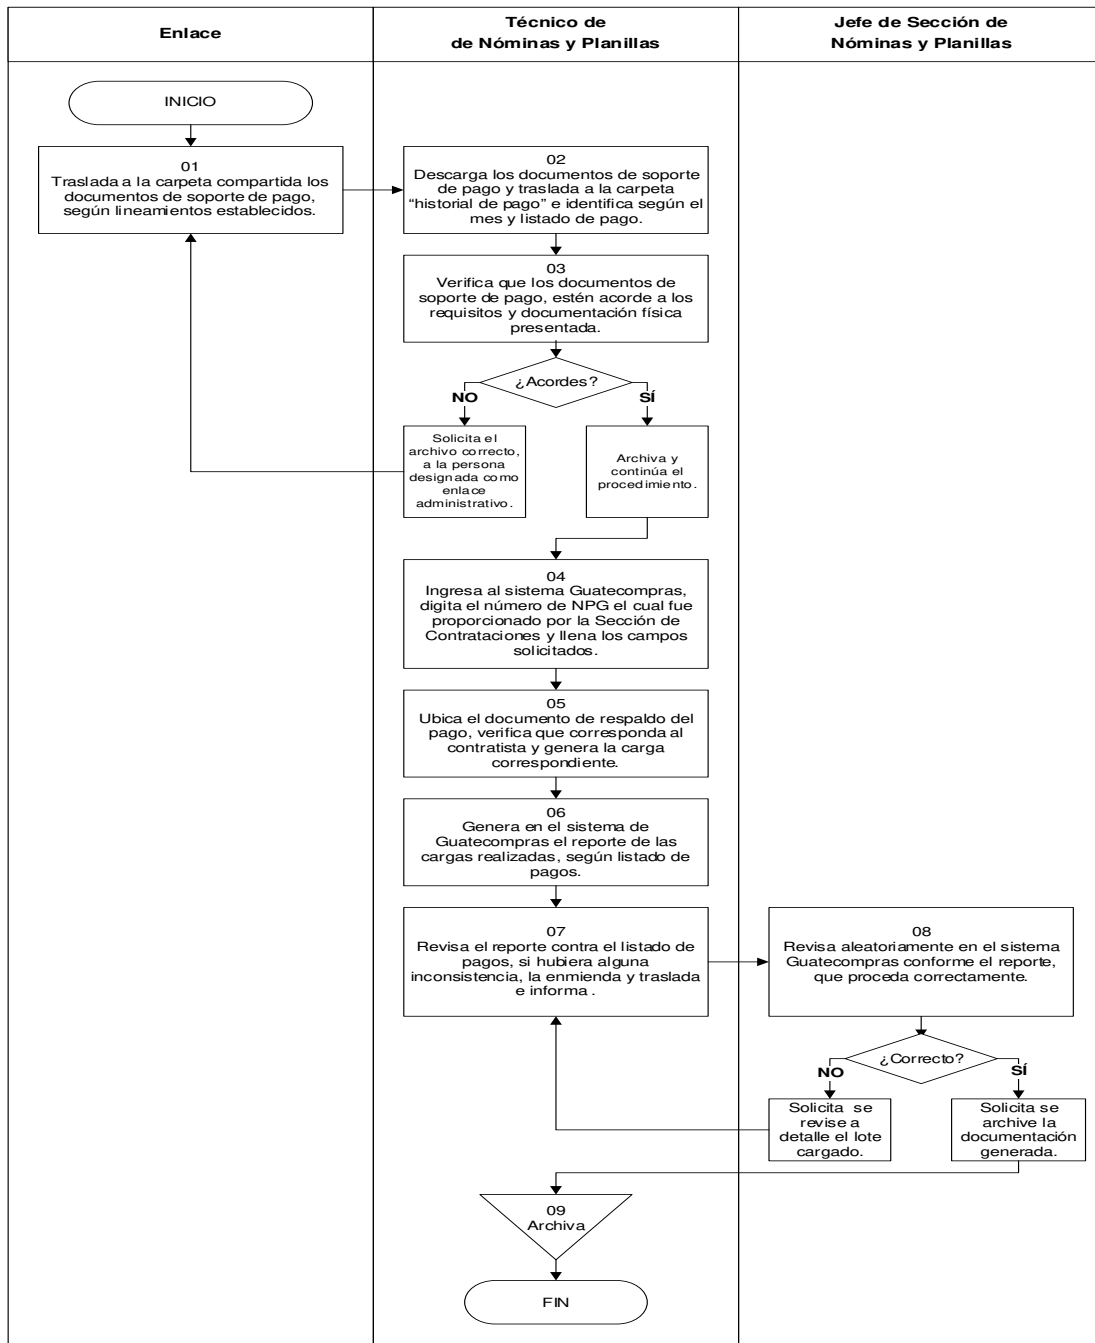 Enlace
Técnico de
de Nóminas y Planillas
Jefe de Sección de
Nóminas y Planillas
INICIO
01
Traslada a la carpeta compartida los
documentos de soporte de pago,
según lineamientos establecidos.
02
Descarga los documentos de soporte
de pago y traslada a la carpeta
“historial de pago” e identifica según el
mes y listado de pago.
03
Verifica que los documentos de
soporte de pago, estén acorde a los
requisitos y documentación física
presentada.
¿Acordes?
NO
SÍ
Solicita el
archivo correcto,
a la persona
designada como
enlace
administrativo.
Archiva y
continúa el
procedimiento.
04
Ingresa al sistema Guatecompras,
digita el número de NPG el cual fue
proporcionado por la Sección de
Contrataciones y llena los campos
solicitados.
05
Ubica el documento de respaldo del
pago, verifica que corresponda al
contratista y genera la carga
correspondiente.
06
Genera en el sistema de
Guatecompras el reporte de las
cargas realizadas, según listado de
pagos.
07
Revisa el reporte contra el listado de
pagos, si hubiera alguna
inconsistencia, la enmienda y traslada
e informa .
08
Revisa aleatoriamente en el sistema
Guatecompras conforme el reporte,
que proceda correctamente.
¿Correcto?
NO
SÍ
Solicita se
revise a
detalle el lote
cargado.
Solicita se
archive la
documentación
generada.
09
Archiva
FIN